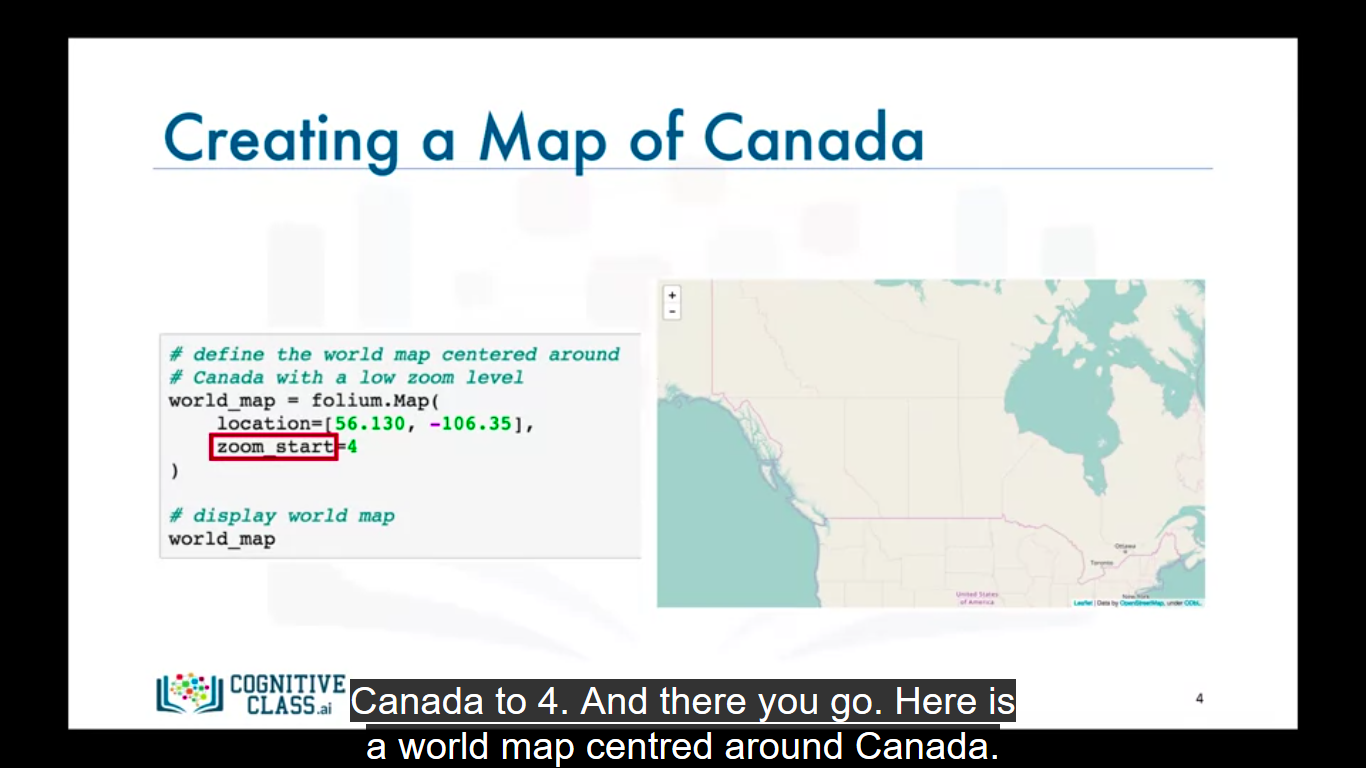 Creating a Map of Canada
# define the world map centered around
# Canada with a low zoom level
world_map = folium.Map(
location=[56.130, -106.35],
zoom_start=4
)
# display world map
world_map
+
-
Ottawa
Toronto
New York
United States
of America
Leaflet | Data by OpenStreetMap, under ODbL.
COGNITIVE
CLASS.ai
4
Canada to 4. And there you go. Here is
a world map centred around Canada.